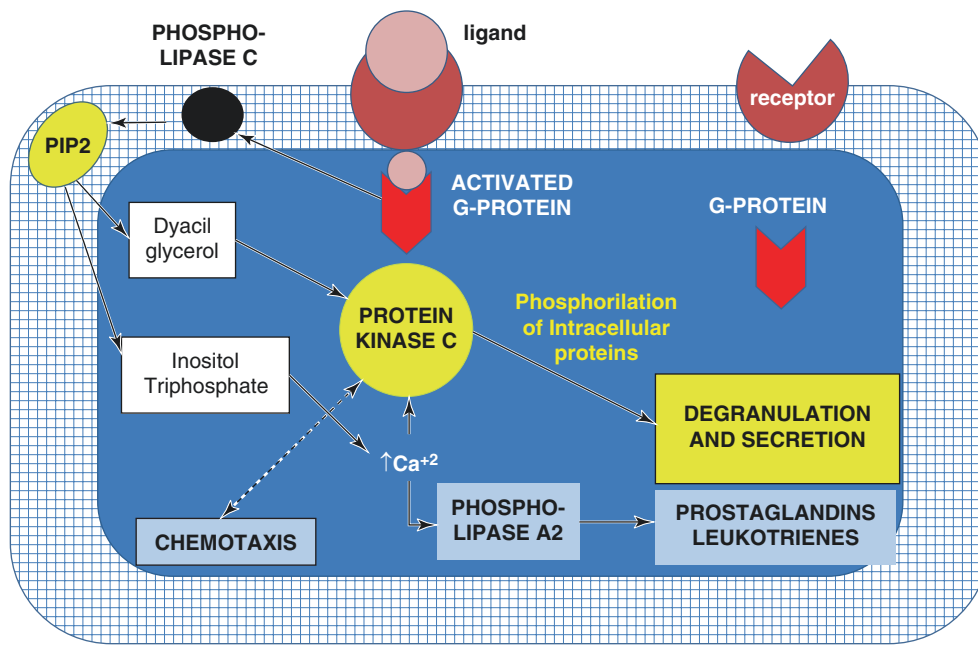 PHOSPHO-
LIPASE C
ligand
receptor
PIP2
ACTIVATED
G-PROTEIN
G-PROTEIN
Dyacil
glycerol
PROTEIN
KINASE C
Phosphorilation
of Intracellular
proteins
Inositol
Triphosphate
DEGRANULATION
AND SECRETION
↑Ca⁺²
PHOSPHO-
LIPASE A2
PROSTAGLANDINS
LEUKOTRIENES
CHEMOTAXIS